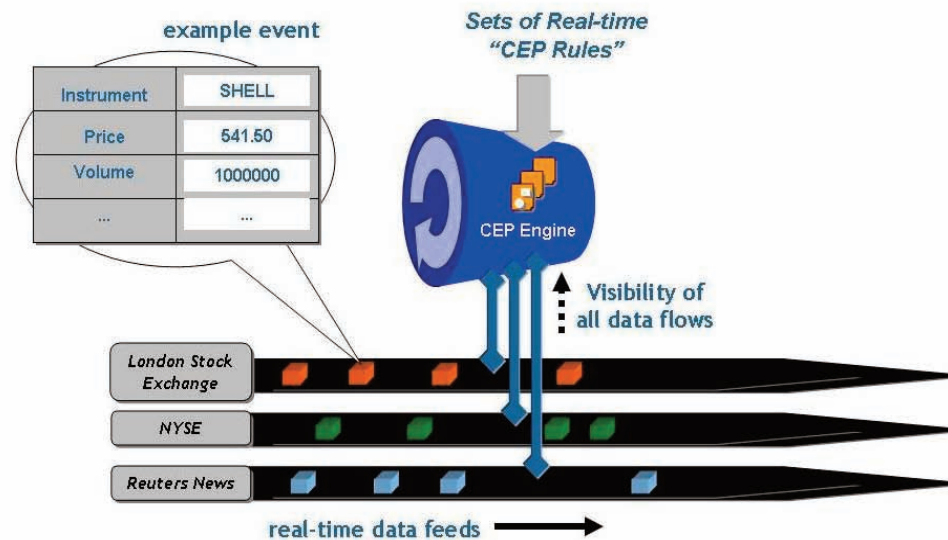 example event
Instrument SHELL
Price 541.50
Volume 1000000
... ...
Sets of Real-time
“CEP Rules”
CEP Engine
Visibility of
all data flows
London Stock
Exchange
NYSE
Reuters News
real-time data feeds